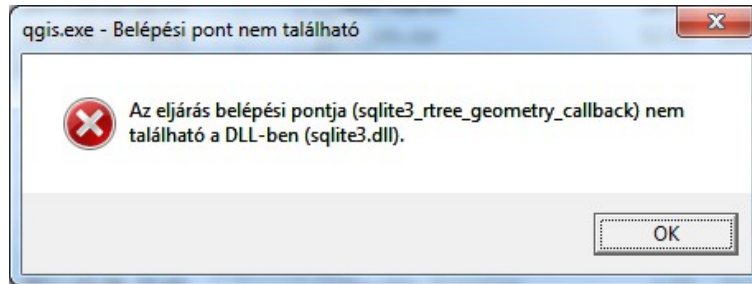 qgis.exe - Belépési pont nem található
Az eljárás belépési pontja (sqlite3_rtree_geometry_callback) nem
található a DLL-ben (sqlite3.dll).
OK